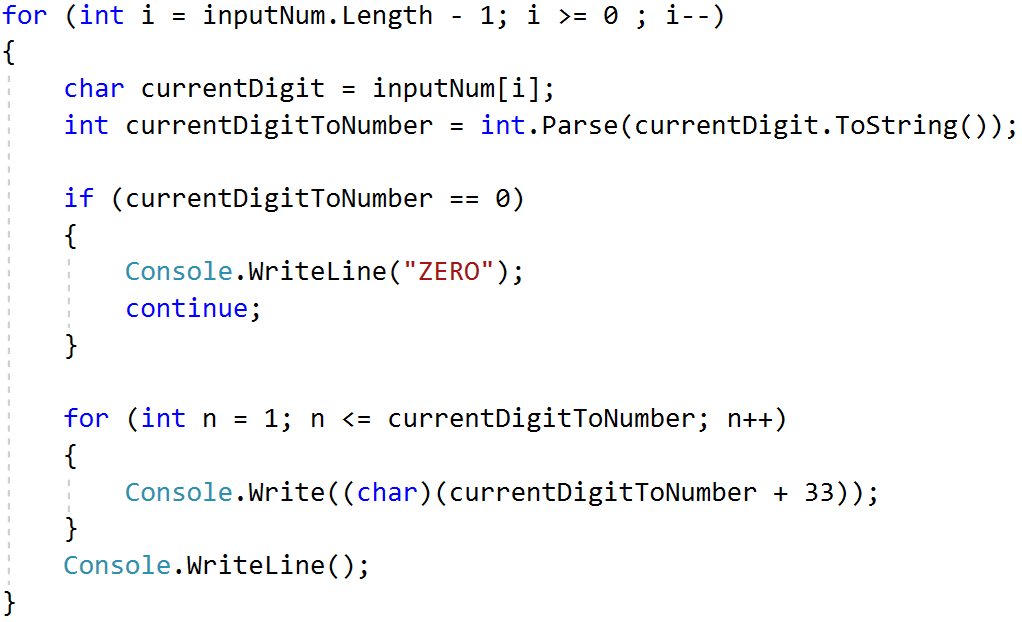 for (int i = inputNum.Length - 1; i >= 0 ; i--)
{
    char currentDigit = inputNum[i];
    int currentDigitToNumber = int.Parse(currentDigit.ToString());

    if (currentDigitToNumber == 0)
    {
        Console.WriteLine("ZERO");
        continue;
    }

    for (int n = 1; n <= currentDigitToNumber; n++)
    {
        Console.Write((char)(currentDigitToNumber + 33));
    }
    Console.WriteLine();
}